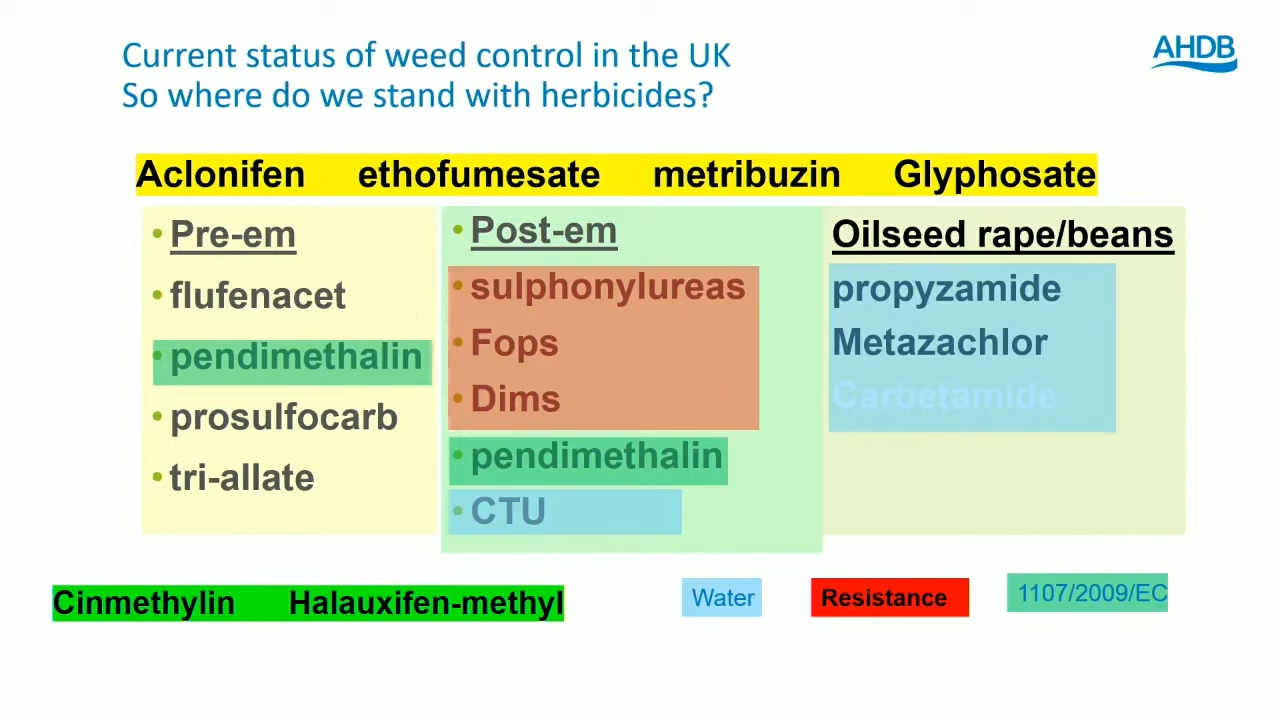 Current status of weed control in the UK
So where do we stand with herbicides?
AHDB
Aclonifen ethofumesate metribuzin Glyphosate
• Pre-em
• flufenacet
• pendimethalin
• prosulfocarb
• tri-allate
• Post-em
• sulphonylureas
• Fops
• Dims
• pendimethalin
• CTU
Oilseed rape/beans
propyzamide
Metazachlor
Carbetamide
Cinmethylin Halauxifen-methyl
Water
Resistance
1107/2009/EC